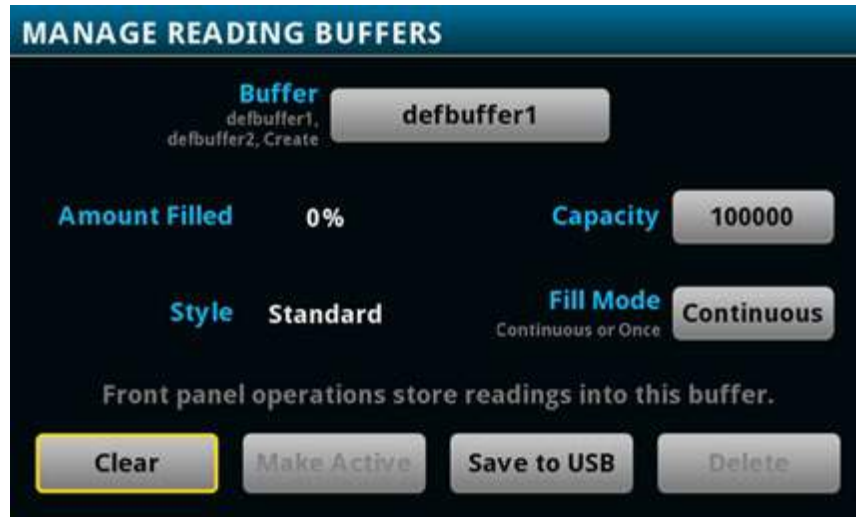 MANAGE READING BUFFERS
Buffer
defbuffer1,
defbuffer2, Create
defbuffer1
Amount Filled 0% Capacity 100000
Style Standard Fill Mode
Continuous or Once
Continuous
Front panel operations store readings into this buffer.
Clear Make Active Save to USB Delete